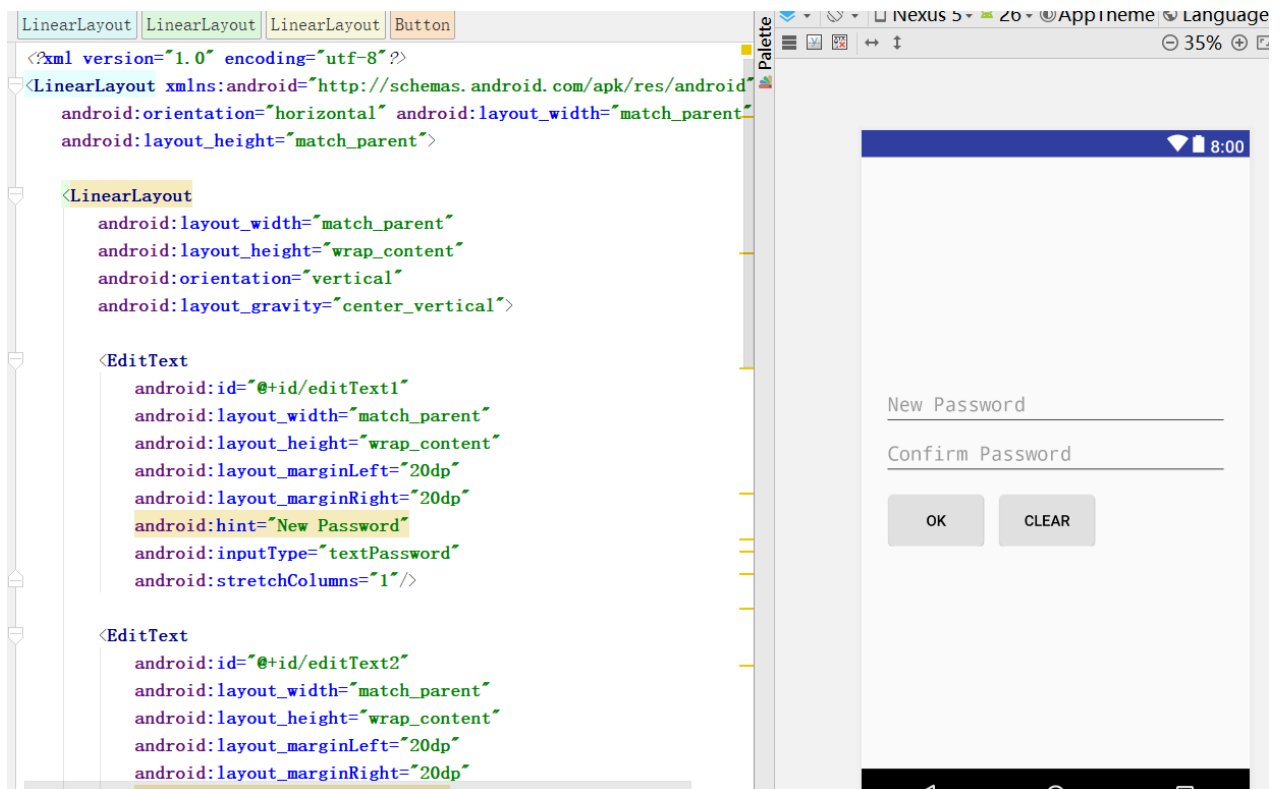 LinearLayout LinearLayout LinearLayout Button
<?xml version="1.0" encoding="utf-8"?>
<LinearLayout xmlns:android="http://schemas.android.com/apk/res/android"
android:orientation="horizontal" android:layout_width="match_parent"
android:layout_height="match_parent">
<LinearLayout
android:layout_width="match_parent"
android:layout_height="wrap_content"
android:orientation="vertical"
android:layout_gravity="center_vertical">
<EditText
android:id="@+id/editText1"
android:layout_width="match_parent"
android:layout_height="wrap_content"
android:layout_marginLeft="20dp"
android:layout_marginRight="20dp"
android:hint="New Password"
android:inputType="textPassword"
android:stretchColumns="1"/>
<EditText
android:id="@+id/editText2"
android:layout_width="match_parent"
android:layout_height="wrap_content"
android:layout_marginLeft="20dp"
android:layout_marginRight="20dp"
Palette
Nexus 5 26 AppTheme Language
35%
8:00
New Password
Confirm Password
OK CLEAR